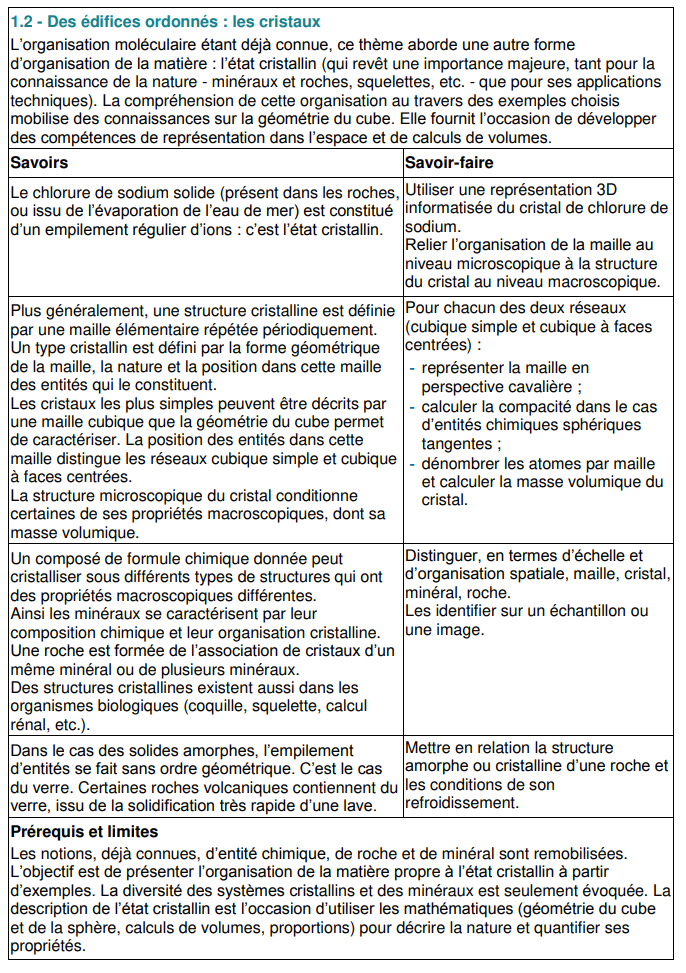 1.2 - Des édifices ordonnés : les cristaux
L’organisation moléculaire étant déjà connue, ce thème aborde une autre forme
d’organisation de la matière : l’état cristallin (qui revêt une importance majeure, tant pour la
connaissance de la nature - minéraux et roches, squelettes, etc. - que pour ses applications
techniques). La compréhension de cette organisation au travers des exemples choisis
mobilise des connaissances sur la géométrie du cube. Elle fournit l’occasion de développer
des compétences de représentation dans l’espace et de calculs de volumes.
Savoirs
Savoir-faire
Le chlorure de sodium solide (présent dans les roches,
ou issu de l’évaporation de l’eau de mer) est constitué
d’un empilement régulier d’ions : c’est l’état cristallin.
Utiliser une représentation 3D
informatisée du cristal de chlorure de
sodium.
Relier l’organisation de la maille au
niveau microscopique à la structure
du cristal au niveau macroscopique.
Plus généralement, une structure cristalline est définie
par une maille élémentaire répétée périodiquement.
Un type cristallin est défini par la forme géométrique
de la maille, la nature et la position dans cette maille
des entités qui le constituent.
Les cristaux les plus simples peuvent être décrits par
une maille cubique que la géométrie du cube permet
de caractériser. La position des entités dans cette
maille distingue les réseaux cubique simple et cubique
à faces centrées.
La structure microscopique du cristal conditionne
certaines de ses propriétés macroscopiques, dont sa
masse volumique.
Pour chacun des deux réseaux
(cubique simple et cubique à faces
centrées) :
- représenter la maille en
perspective cavalière ;
- calculer la compacité dans le cas
d’entités chimiques sphériques
tangentes ;
- dénombrer les atomes par maille
et calculer la masse volumique du
cristal.
Un composé de formule chimique donnée peut
cristalliser sous différents types de structures qui ont
des propriétés macroscopiques différentes.
Ainsi les minéraux se caractérisent par leur
composition chimique et leur organisation cristalline.
Une roche est formée de l’association de cristaux d’un
même minéral ou de plusieurs minéraux.
Des structures cristallines existent aussi dans les
organismes biologiques (coquille, squelette, calcul
rénal, etc.).
Distinguer, en termes d’échelle et
d’organisation spatiale, maille, cristal,
minéral, roche.
Les identifier sur un échantillon ou
une image.
Dans le cas des solides amorphes, l’empilement
d’entités se fait sans ordre géométrique. C’est le cas
du verre. Certaines roches volcaniques contiennent du
verre, issu de la solidification très rapide d’une lave.
Mettre en relation la structure
amorphe ou cristalline d’une roche et
les conditions de son
refroidissement.
Prérequis et limites
Les notions, déjà connues, d’entité chimique, de roche et de minéral sont remobilisées.
L’objectif est de présenter l’organisation de la matière propre à l’état cristallin à partir
d’exemples. La diversité des systèmes cristallins et des minéraux est seulement évoquée. La
description de l’état cristallin est l’occasion d’utiliser les mathématiques (géométrie du cube
et de la sphère, calculs de volumes, proportions) pour décrire la nature et quantifier ses
propriétés.